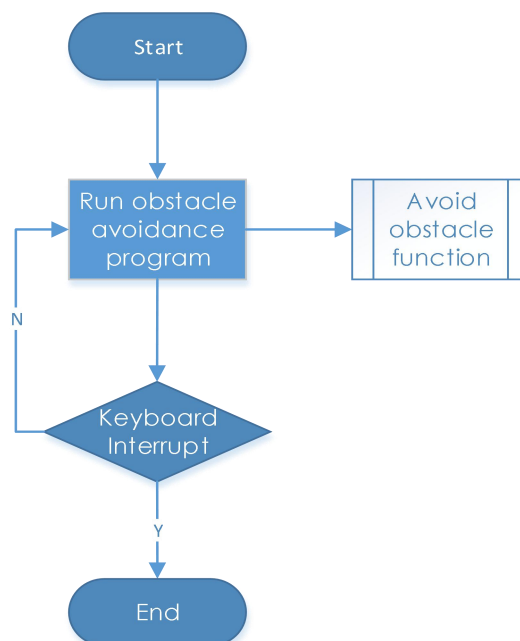 Start
Run obstacle
avoidance
program
Avoid
obstacle
function
N
Keyboard
Interrupt
Y
End